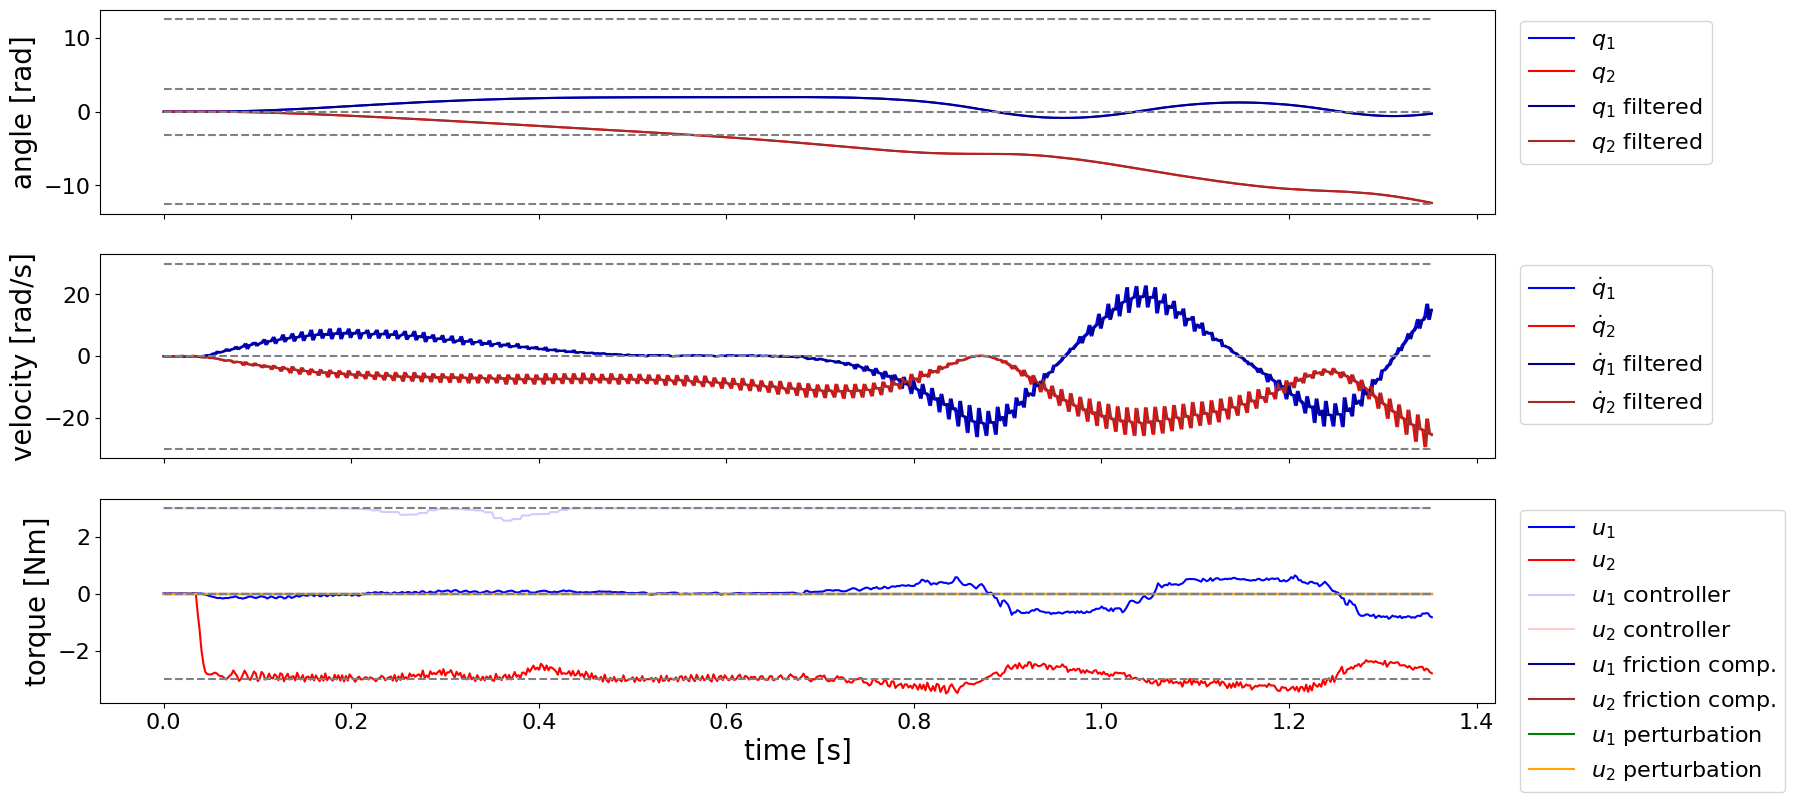 angle [rad]
10
0
−10
q₁
q₂
q₁ filtered
q₂ filtered
velocity [rad/s]
20
0
−20
q̇₁
q̇₂
q̇₁ filtered
q̇₂ filtered
torque [Nm]
2
0
−2
0.0 0.2 0.4 0.6 0.8 1.0 1.2 1.4
time [s]
u₁
u₂
u₁ controller
u₂ controller
u₁ friction comp.
u₂ friction comp.
u₁ perturbation
u₂ perturbation